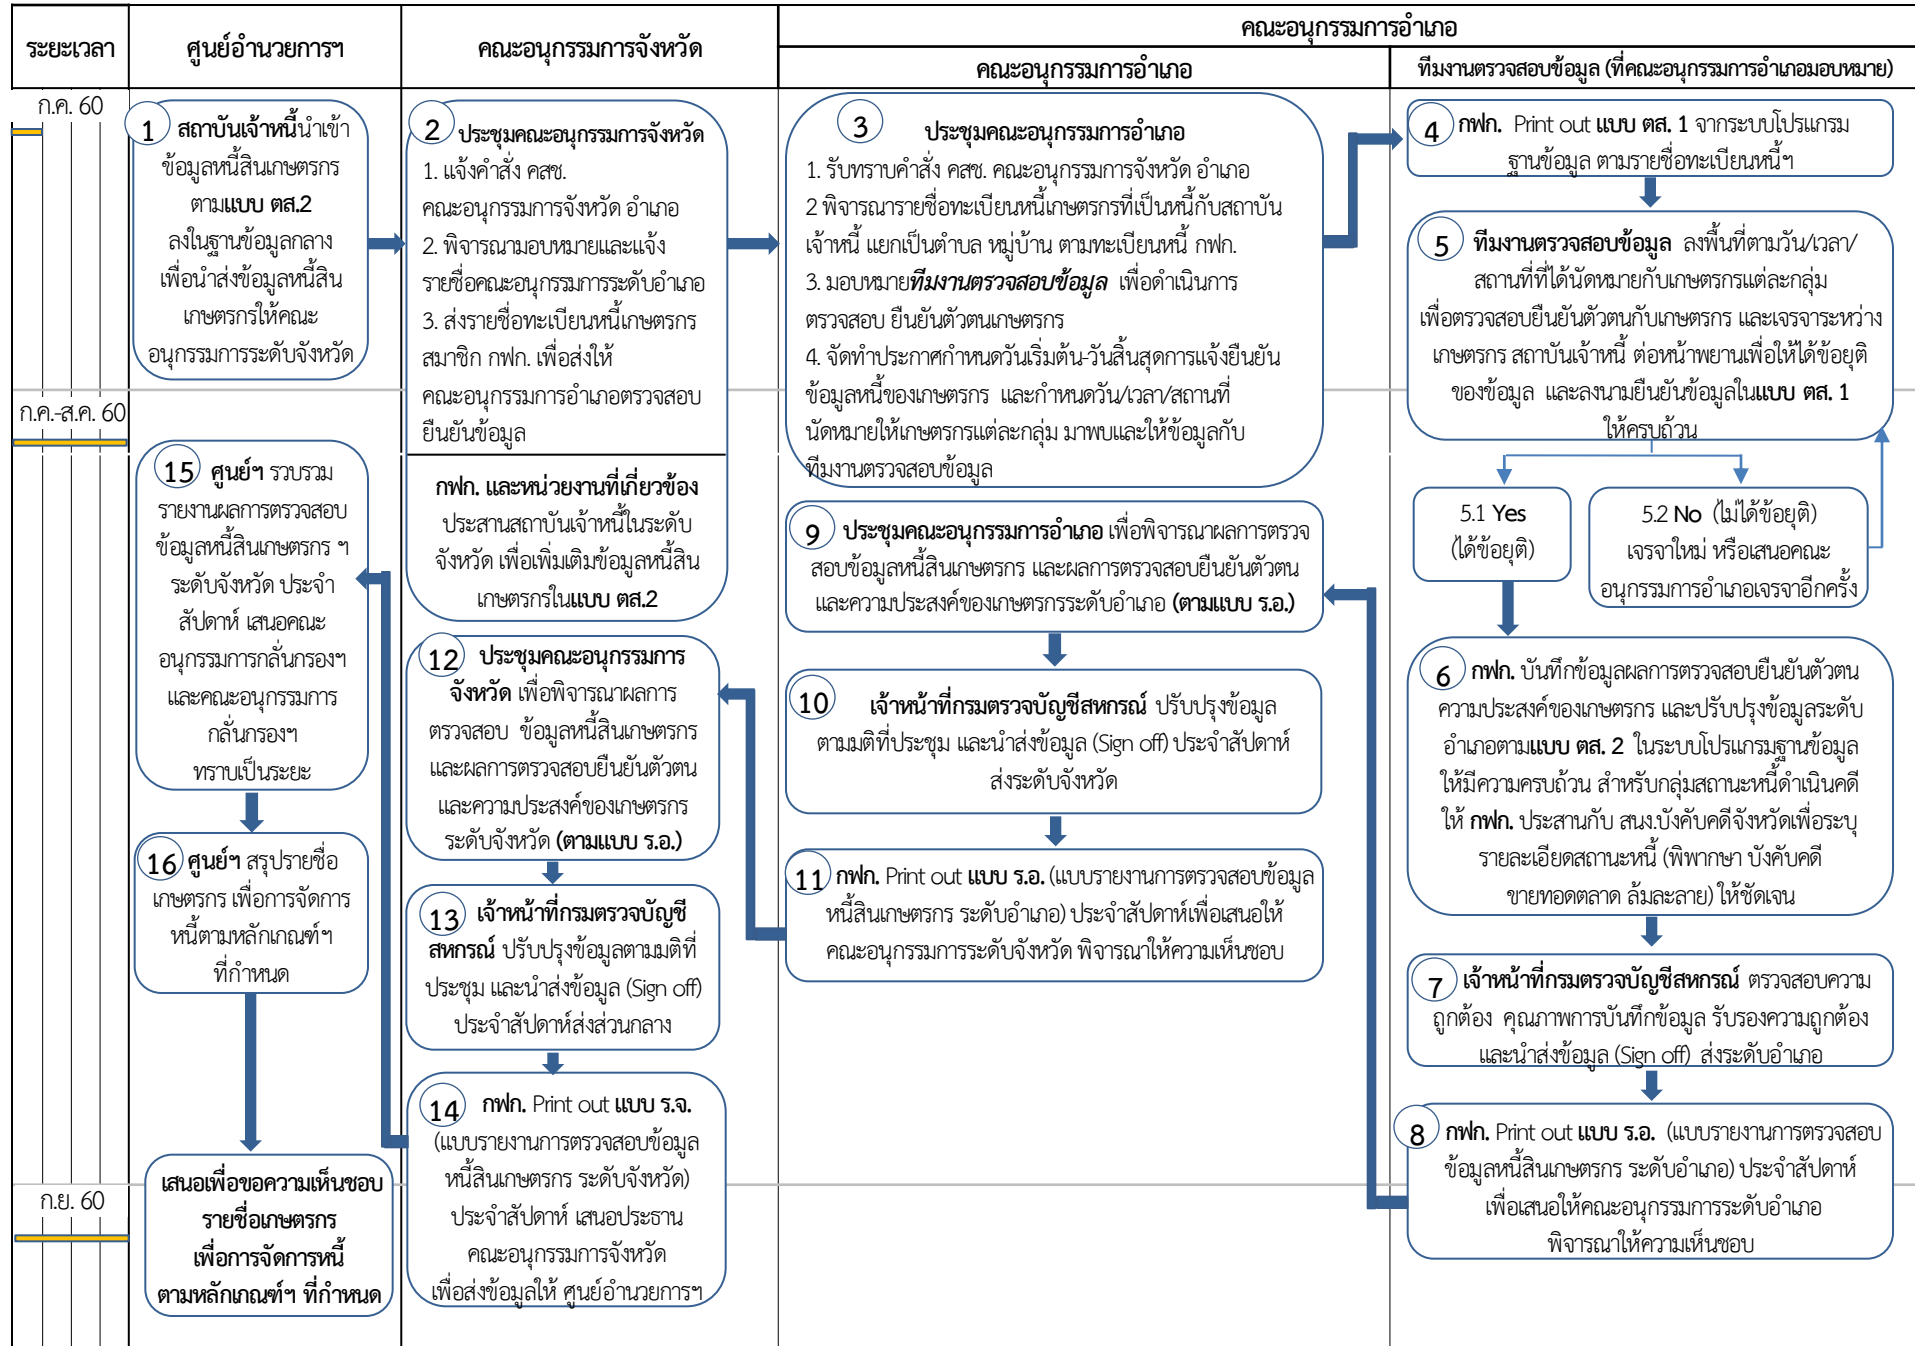 ระยะเวลา
ศูนย์อำนวยการฯ
คณะอนุกรรมการจังหวัด
คณะอนุกรรมการอำเภอ
คณะอนุกรรมการอำเภอ
ทีมงานตรวจสอบข้อมูล (ที่คณะอนุกรรมการอำเภอมอบหมาย)
ก.ค. 60
ก.ค.-ส.ค. 60
ก.ย. 60
1 สถาบันเจ้าหนี้นำเข้า
ข้อมูลหนี้สินเกษตรกร
ตามแบบ ตส.2
ลงในฐานข้อมูลกลาง
เพื่อนำส่งข้อมูลหนี้สิน
เกษตรกรให้คณะ
อนุกรรมการระดับจังหวัด
2 ประชุมคณะอนุกรรมการจังหวัด
1. แจ้งคำสั่ง คสช.
คณะอนุกรรมการจังหวัด อำเภอ
2. พิจารณามอบหมายและแจ้ง
รายชื่อคณะอนุกรรมการระดับอำเภอ
3. ส่งรายชื่อทะเบียนหนี้เกษตรกร
สมาชิก กฟก. เพื่อส่งให้
คณะอนุกรรมการอำเภอตรวจสอบ
ยืนยันข้อมูล
กฟก. และหน่วยงานที่เกี่ยวข้อง
ประสานสถาบันเจ้าหนี้ในระดับ
จังหวัด เพื่อเพิ่มเติมข้อมูลหนี้สิน
เกษตรกรในแบบ ตส.2
3 ประชุมคณะอนุกรรมการอำเภอ
1. รับทราบคำสั่ง คสช. คณะอนุกรรมการจังหวัด อำเภอ
2 พิจารณารายชื่อทะเบียนหนี้เกษตรกรที่เป็นหนี้กับสถาบัน
เจ้าหนี้ แยกเป็นตำบล หมู่บ้าน ตามทะเบียนหนี้ กฟก.
3. มอบหมายทีมงานตรวจสอบข้อมูล เพื่อดำเนินการ
ตรวจสอบ ยืนยันตัวตนเกษตรกร
4. จัดทำประกาศกำหนดวันเริ่มต้น-วันสิ้นสุดการแจ้งยืนยัน
ข้อมูลหนี้ของเกษตรกร และกำหนดวัน/เวลา/สถานที่
นัดหมายให้เกษตรกรแต่ละกลุ่ม มาพบและให้ข้อมูลกับ
ทีมงานตรวจสอบข้อมูล
4 กฟก. Print out แบบ ตส. 1 จากระบบโปรแกรม
ฐานข้อมูล ตามรายชื่อทะเบียนหนี้ฯ
5 ทีมงานตรวจสอบข้อมูล ลงพื้นที่ตามวัน/เวลา/
สถานที่ที่ได้นัดหมายกับเกษตรกรแต่ละกลุ่ม
เพื่อตรวจสอบยืนยันตัวตนกับเกษตรกร และเจรจาระหว่าง
เกษตรกร สถาบันเจ้าหนี้ ต่อหน้าพยานเพื่อให้ได้ข้อยุติ
ของข้อมูล และลงนามยืนยันข้อมูลในแบบ ตส. 1
ให้ครบถ้วน
5.1 Yes
(ได้ข้อยุติ)
5.2 No (ไม่ได้ข้อยุติ)
เจรจาใหม่ หรือเสนอคณะ
อนุกรรมการอำเภอเจรจาอีกครั้ง
6 กฟก. บันทึกข้อมูลผลการตรวจสอบยืนยันตัวตน
ความประสงค์ของเกษตรกร และปรับปรุงข้อมูลระดับ
อำเภอตามแบบ ตส. 2 ในระบบโปรแกรมฐานข้อมูล
ให้มีความครบถ้วน สำหรับกลุ่มสถานะหนี้ดำเนินคดี
ให้ กฟก. ประสานกับ สนง.บังคับคดีจังหวัดเพื่อระบุ
รายละเอียดสถานะหนี้ (พิพากษา บังคับคดี
ขายทอดตลาด ล้มละลาย) ให้ชัดเจน
7 เจ้าหน้าที่กรมตรวจบัญชีสหกรณ์ ตรวจสอบความ
ถูกต้อง คุณภาพการบันทึกข้อมูล รับรองความถูกต้อง
และนำส่งข้อมูล (Sign off) ส่งระดับอำเภอ
8 กฟก. Print out แบบ ร.อ. (แบบรายงานการตรวจสอบ
ข้อมูลหนี้สินเกษตรกร ระดับอำเภอ) ประจำสัปดาห์
เพื่อเสนอให้คณะอนุกรรมการระดับอำเภอ
พิจารณาให้ความเห็นชอบ
9 ประชุมคณะอนุกรรมการอำเภอ เพื่อพิจารณาผลการตรวจ
สอบข้อมูลหนี้สินเกษตรกร และผลการตรวจสอบยืนยันตัวตน
และความประสงค์ของเกษตรกรระดับอำเภอ (ตามแบบ ร.อ.)
10 เจ้าหน้าที่กรมตรวจบัญชีสหกรณ์ ปรับปรุงข้อมูล
ตามมติที่ประชุม และนำส่งข้อมูล (Sign off) ประจำสัปดาห์
ส่งระดับจังหวัด
11 กฟก. Print out แบบ ร.อ. (แบบรายงานการตรวจสอบข้อมูล
หนี้สินเกษตรกร ระดับอำเภอ) ประจำสัปดาห์เพื่อเสนอให้
คณะอนุกรรมการระดับจังหวัด พิจารณาให้ความเห็นชอบ
12 ประชุมคณะอนุกรรมการ
จังหวัด เพื่อพิจารณาผลการ
ตรวจสอบ ข้อมูลหนี้สินเกษตรกร
และผลการตรวจสอบยืนยันตัวตน
และความประสงค์ของเกษตรกร
ระดับจังหวัด (ตามแบบ ร.อ.)
13 เจ้าหน้าที่กรมตรวจบัญชี
สหกรณ์ ปรับปรุงข้อมูลตามมติที่
ประชุม และนำส่งข้อมูล (Sign off)
ประจำสัปดาห์ส่งส่วนกลาง
14 กฟก. Print out แบบ ร.จ.
(แบบรายงานการตรวจสอบข้อมูล
หนี้สินเกษตรกร ระดับจังหวัด)
ประจำสัปดาห์ เสนอประธาน
คณะอนุกรรมการจังหวัด
เพื่อส่งข้อมูลให้ ศูนย์อำนวยการฯ
15 ศูนย์ฯ รวบรวม
รายงานผลการตรวจสอบ
ข้อมูลหนี้สินเกษตรกร ฯ
ระดับจังหวัด ประจำ
สัปดาห์ เสนอคณะ
อนุกรรมการกลั่นกรองฯ
และคณะอนุกรรมการ
กลั่นกรองฯ
ทราบเป็นระยะ
16 ศูนย์ฯ สรุปรายชื่อ
เกษตรกร เพื่อการจัดการ
หนี้ตามหลักเกณฑ์ฯ
ที่กำหนด
เสนอเพื่อขอความเห็นชอบ
รายชื่อเกษตรกร
เพื่อการจัดการหนี้
ตามหลักเกณฑ์ฯ ที่กำหนด